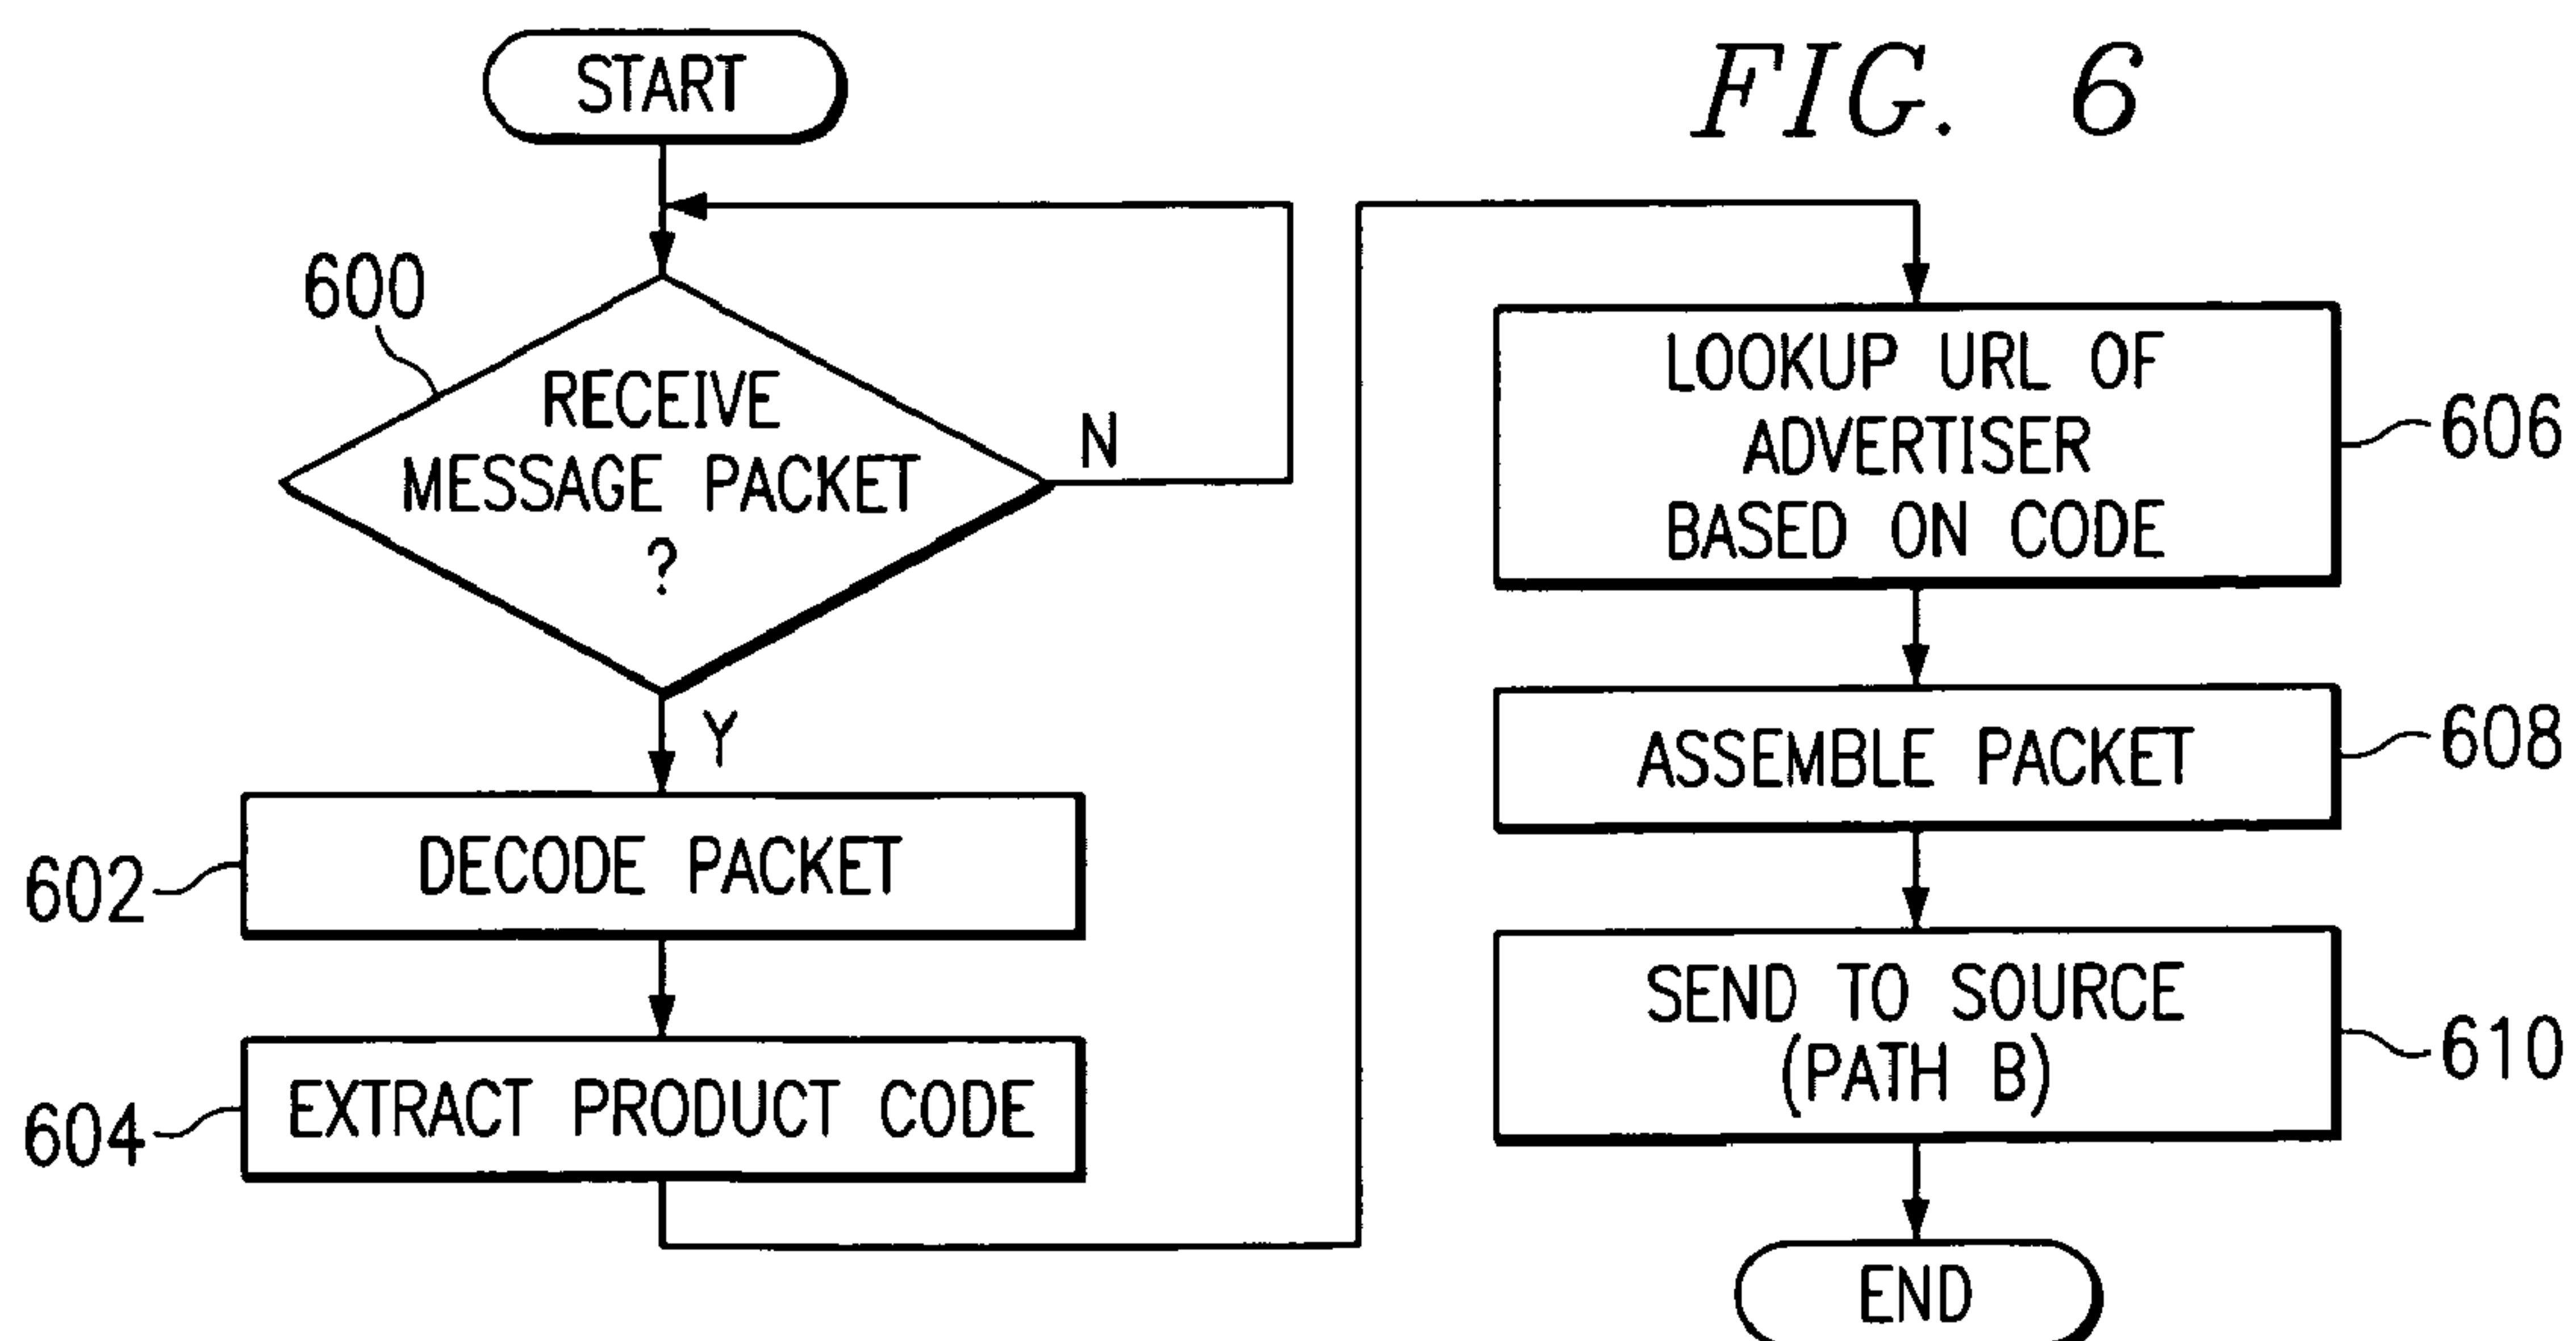 FIG. 6
START
600
RECEIVE
MESSAGE PACKET
?
N
Y
602
DECODE PACKET
604
EXTRACT PRODUCT CODE
LOOKUP URL OF
ADVERTISER
BASED ON CODE
606
ASSEMBLE PACKET
608
SEND TO SOURCE
(PATH B)
610
END